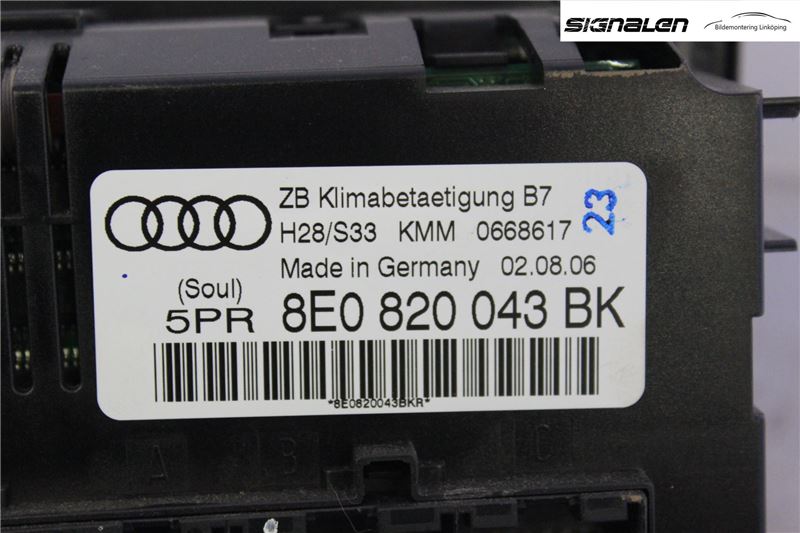 SIGNALEN
Bildemontering Linköping
ZB Klimabetaetigung B7
H28/S33 KMM 0668617
23
Made in Germany 02.08.06
(Soul)
5PR 8E0 820 043 BK
*8E0820043BKR*
A B C